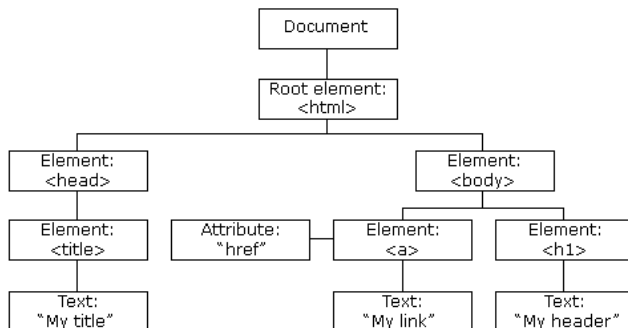 Document
Root element:
<html>
Element:
<head>
Element:
<body>
Element:
<title>
Attribute:
“href”
Element:
<a>
Element:
<h1>
Text:
“My title”
Text:
“My link”
Text:
“My header”